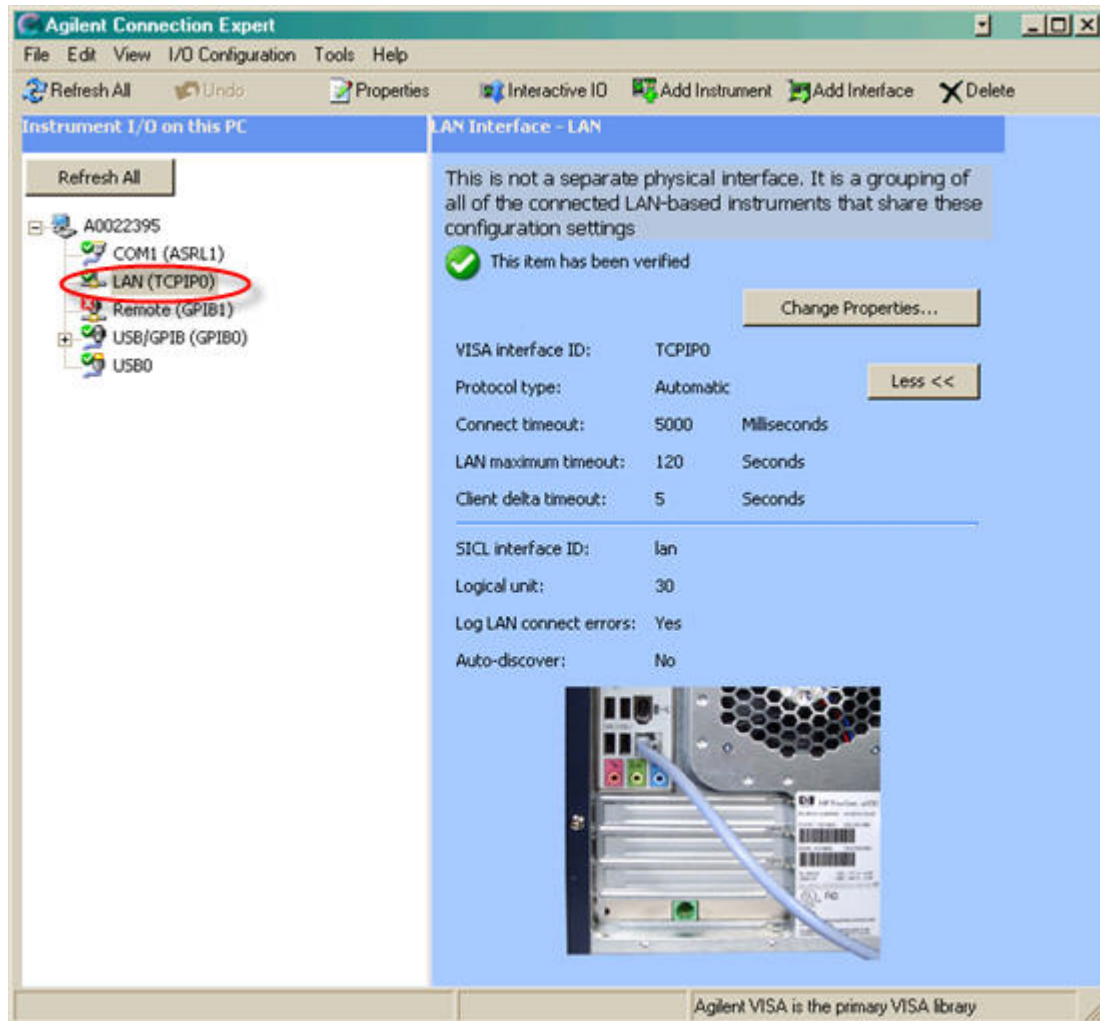 Agilent Connection Expert
File Edit View I/O Configuration Tools Help
Refresh All Undo Properties Interactive IO Add Instrument Add Interface Delete
Instrument I/O on this PC
Refresh All
A0022395
COM1 (ASRL1)
LAN (TCPIP0)
Remote (GPIB1)
USB/GPIB (GPIB0)
USB0
LAN Interface - LAN
This is not a separate physical interface. It is a grouping of
all of the connected LAN-based instruments that share these
configuration settings
This item has been verified
Change Properties...
VISA interface ID: TCPIP0
Less <<
Protocol type: Automatic
Connect timeout: 5000 Milliseconds
LAN maximum timeout: 120 Seconds
Client delta timeout: 5 Seconds
SICL interface ID: lan
Logical unit: 30
Log LAN connect errors: Yes
Auto-discover: No
Agilent VISA is the primary VISA library